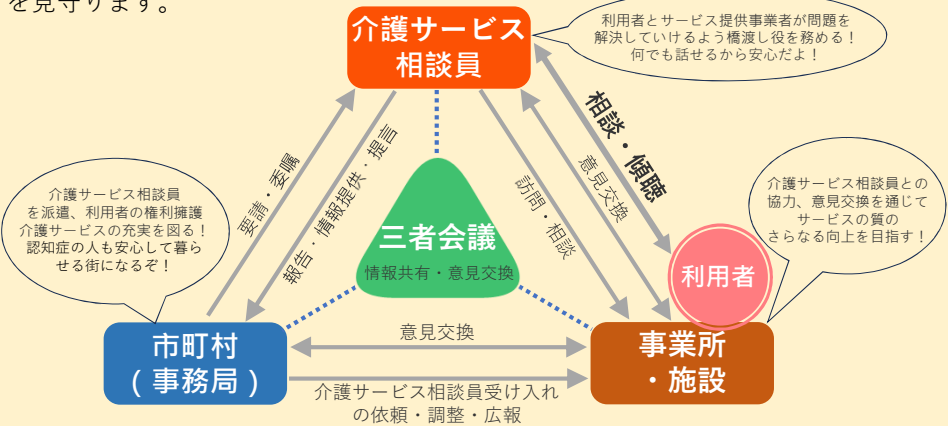 を見守ります。
介護サービス
相談員
利用者とサービス提供事業者が問題を
解決していけるよう橋渡し役を務める！
何でも話せるから安心だよ！
相談・傾聴
意見交換
訪問・相談
要請・委嘱
報告・情報提供・提言
介護サービス相談員
を派遣、利用者の権利擁護
介護サービスの充実を図る！
認知症の人も安心して暮ら
せる街になるぞ！
三者会議
情報共有・意見交換
介護サービス相談員との
協力、意見交換を通じて
サービスの質の
さらなる向上を目指す！
利用者
市町村
（事務局）
意見交換
事業所
・施設
介護サービス相談員受け入れ
の依頼・調整・広報